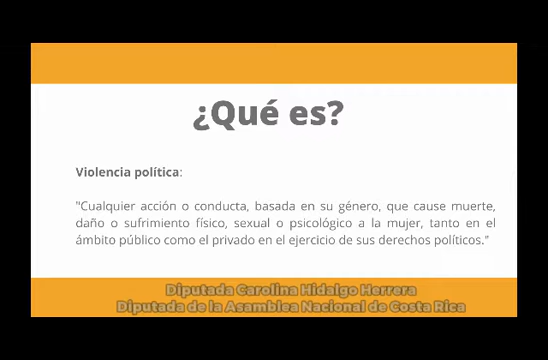 ¿Qué es?
Violencia política:
"Cualquier acción o conducta, basada en su género, que cause muerte,
daño o sufrimiento físico, sexual o psicológico a la mujer, tanto en el
ámbito público como el privado en el ejercicio de sus derechos políticos."
Diputada Carolina Hidalgo Herrera
Diputada de la Asamblea Nacional de Costa Rica